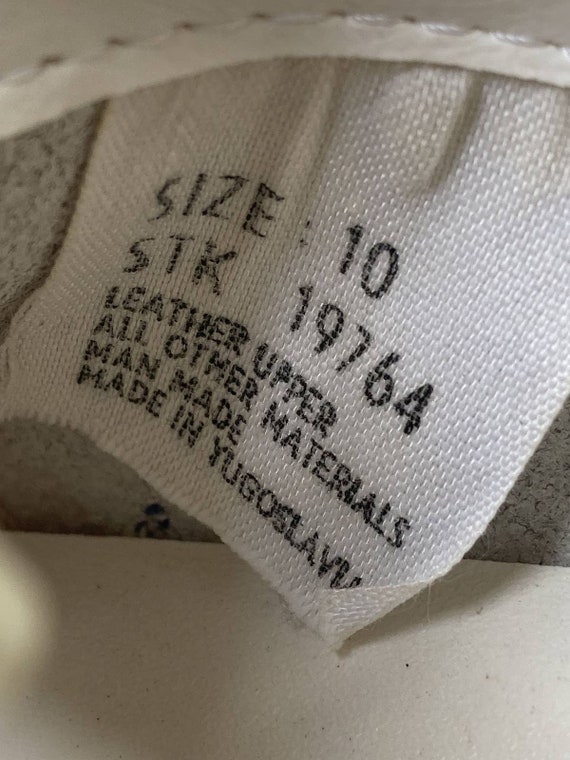 SIZE : 10
STK 19764
LEATHER UPPER
ALL OTHER
MAN MADE MATERIALS
MADE IN YUGOSLAVIA